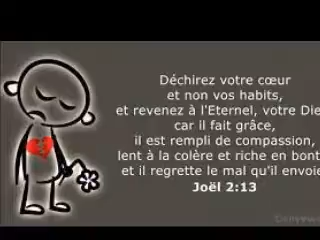 Déchirez votre cœur
et non vos habits,
et revenez à l'Eternel, votre Die
car il fait grâce,
il est rempli de compassion,
lent à la colère et riche en bont
et il regrette le mal qu'il envoie
Joël 2:13